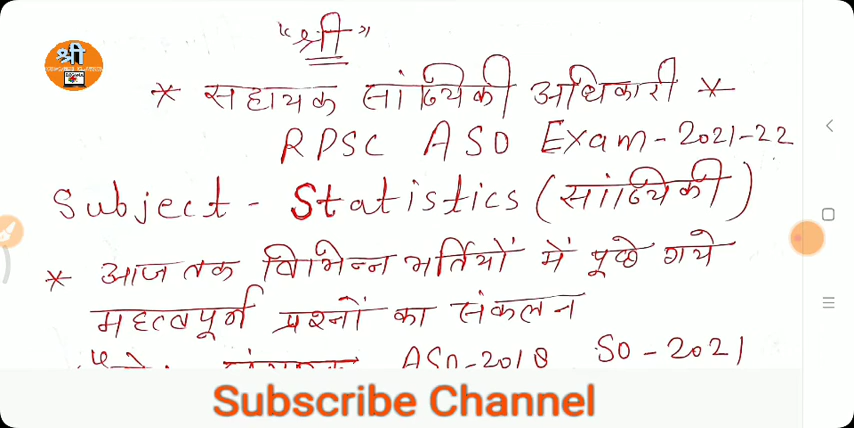 "श्री"
श्री
* सहायक सांख्यिकी अधिकारी *
RPSC ASO Exam-2021-22
Subject - Statistics (सांख्यिकी)
* आज तक विभिन्न भर्तियों में पूछे गये
महत्वपूर्ण प्रश्नों का संकलन
ASO-2018 SO-2021
Subscribe Channel